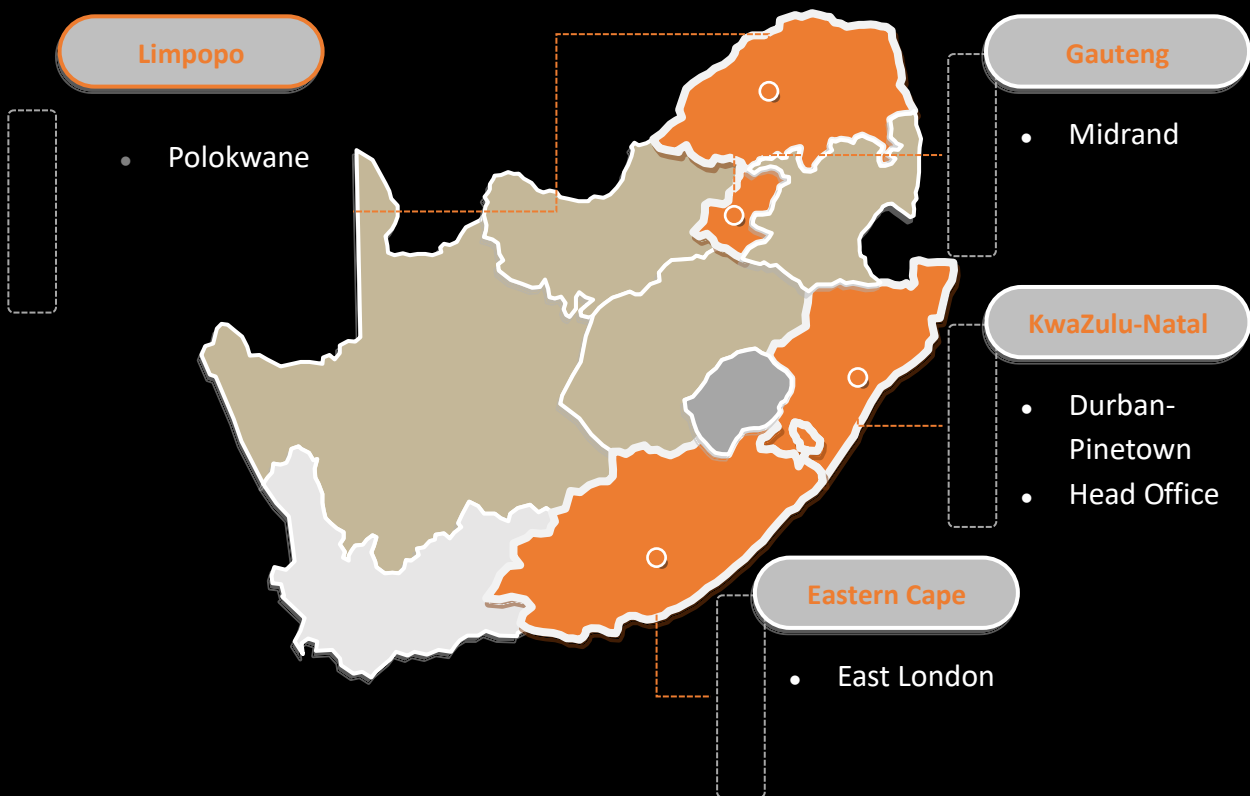 Limpopo
• Polokwane
Gauteng
• Midrand
KwaZulu-Natal
• Durban-
Pinetown
• Head Office
Eastern Cape
• East London